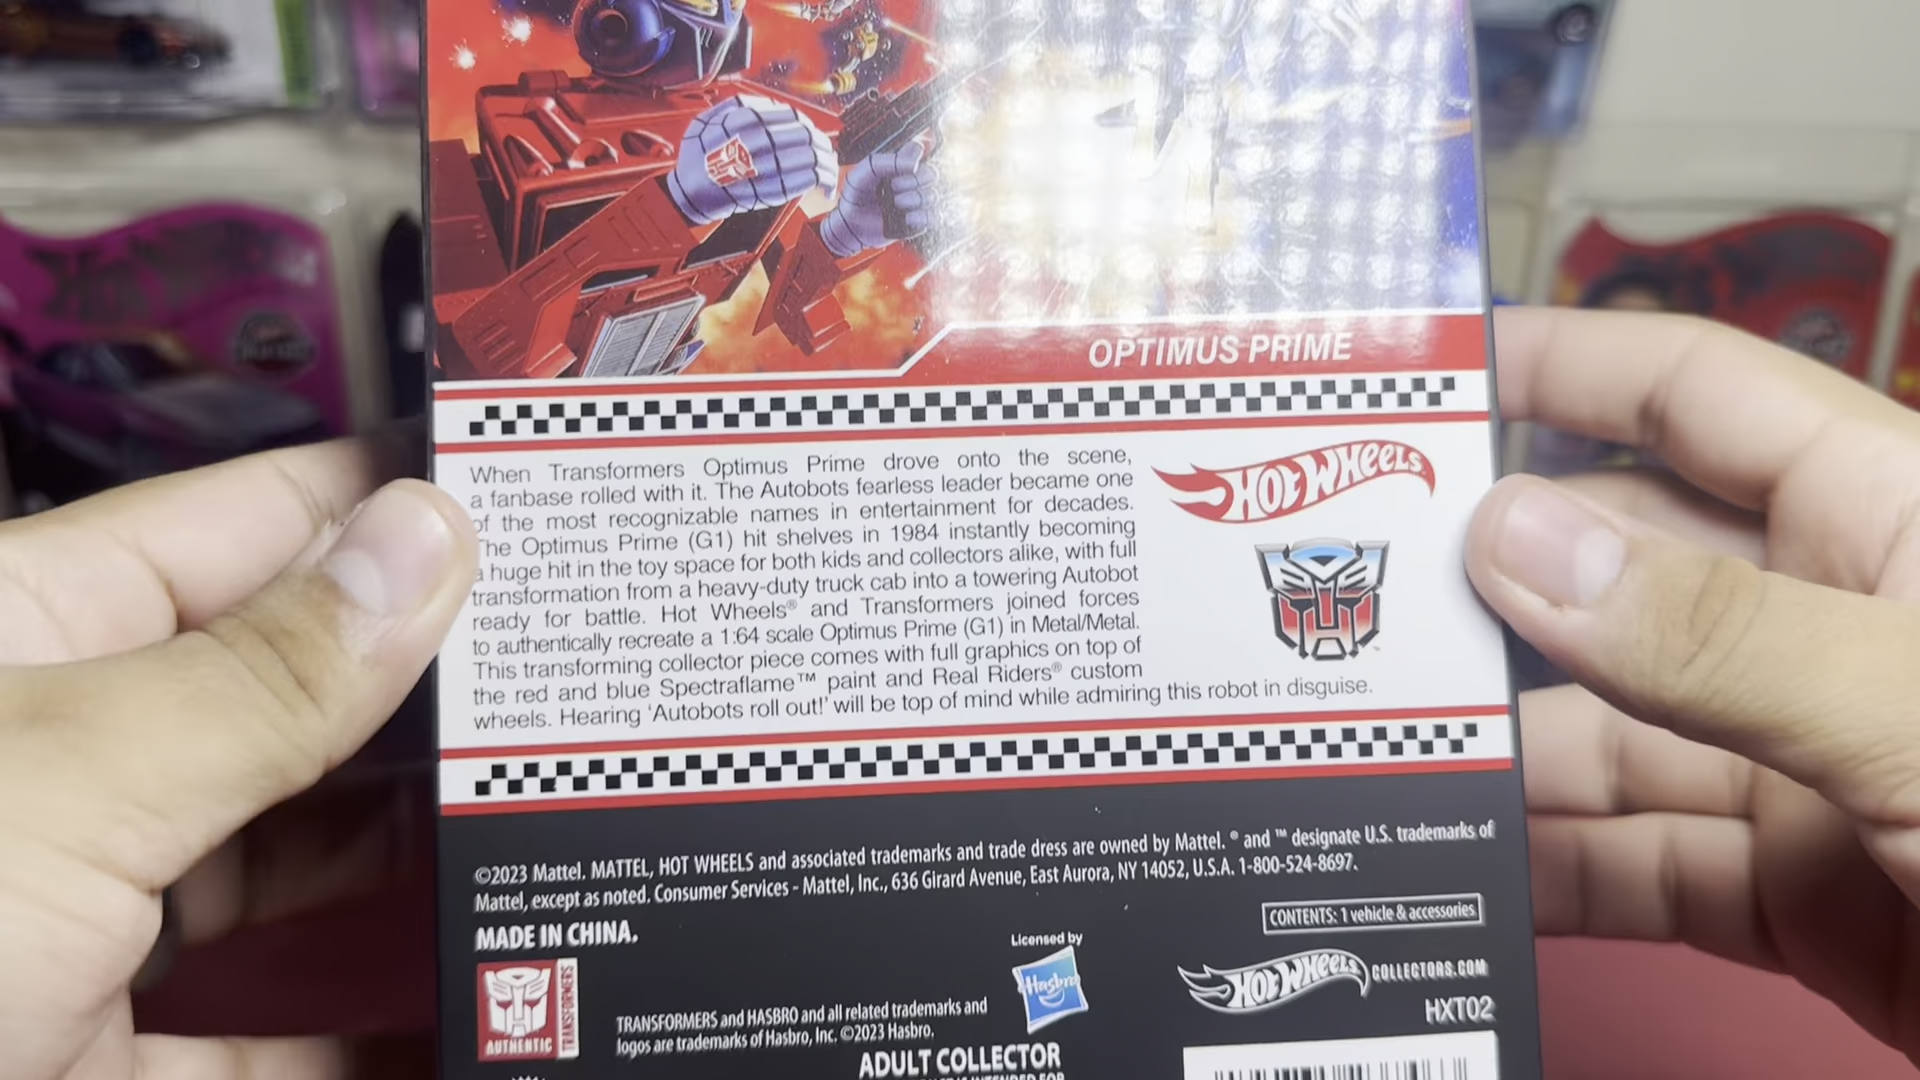 OPTIMUS PRIME
When Transformers Optimus Prime drove onto the scene,
a fanbase rolled with it. The Autobots fearless leader became one
of the most recognizable names in entertainment for decades.
The Optimus Prime (G1) hit shelves in 1984 instantly becoming
a huge hit in the toy space for both kids and collectors alike, with full
transformation from a heavy-duty truck cab into a towering Autobot
ready for battle. Hot Wheels® and Transformers joined forces
to authentically recreate a 1:64 scale Optimus Prime (G1) in Metal/Metal.
This transforming collector piece comes with full graphics on top of
the red and blue Spectraflame™ paint and Real Riders® custom
wheels. Hearing ‘Autobots roll out!’ will be top of mind while admiring this robot in disguise.
HOT WHEELS
©2023 Mattel. MATTEL, HOT WHEELS and associated trademarks and trade dress are owned by Mattel. ® and ™ designate U.S. trademarks of
Mattel, except as noted. Consumer Services - Mattel, Inc., 636 Girard Avenue, East Aurora, NY 14052, U.S.A. 1-800-524-8697.
MADE IN CHINA.
CONTENTS: 1 vehicle & accessories
TRANSFORMERS
AUTHENTIC
TRANSFORMERS and HASBRO and all related trademarks and
logos are trademarks of Hasbro, Inc. ©2023 Hasbro.
Licensed by
Hasbro
HOT WHEELS COLLECTORS.COM
HXT02
ADULT COLLECTOR